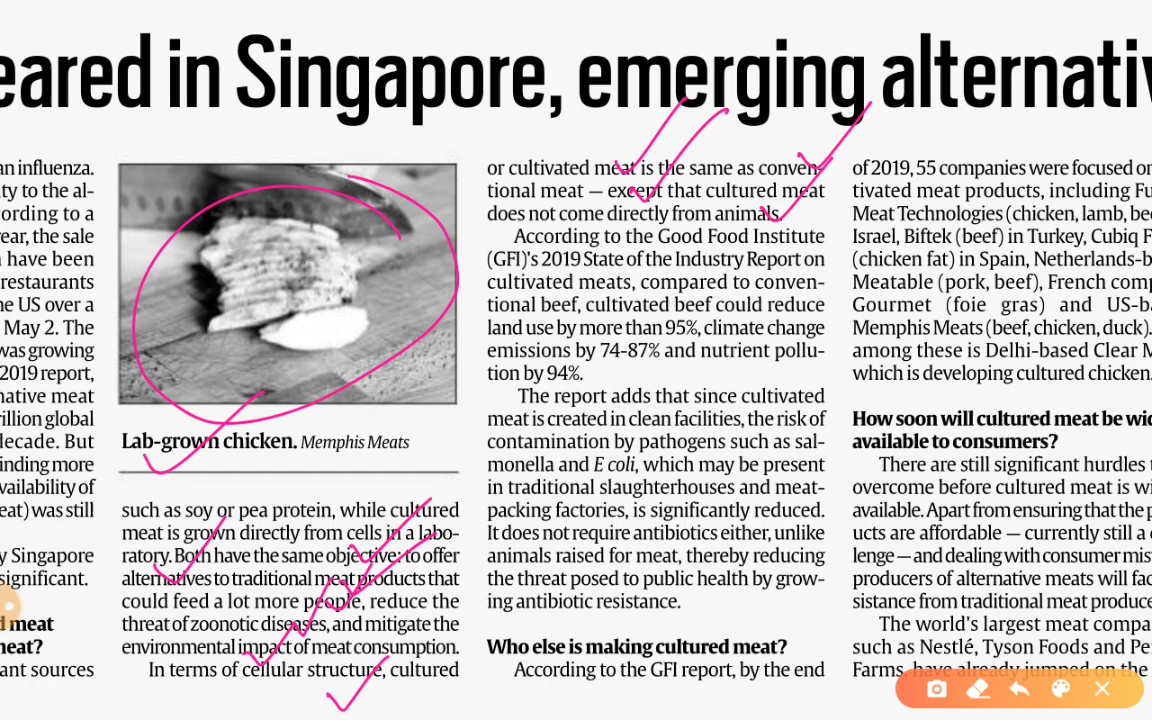 eared in Singapore, emerging alternativ
an influenza.
ty to the al-
cording to a
ear, the sale
have been
restaurants
he US over a
May 2. The
was growing
2019 report,
native meat
rillion global
decade. But
inding more
vailability of
eat) was still
y Singapore
significant.
d meat
neat?
ant sources
Lab-grown chicken. Memphis Meats
such as soy or pea protein, while cultured
meat is grown directly from cells in a labo-
ratory. Both have the same objective: to offer
alternatives to traditional meat products that
could feed a lot more people, reduce the
threat of zoonotic diseases, and mitigate the
environmental impact of meat consumption.
In terms of cellular structure, cultured
or cultivated meat is the same as conven-
tional meat — except that cultured meat
does not come directly from animals.
According to the Good Food Institute
(GFI)'s 2019 State of the Industry Report on
cultivated meats, compared to conven-
tional beef, cultivated beef could reduce
land use by more than 95%, climate change
emissions by 74-87% and nutrient pollu-
tion by 94%.
The report adds that since cultivated
meat is created in clean facilities, the risk of
contamination by pathogens such as sal-
monella and E coli, which may be present
in traditional slaughterhouses and meat-
packing factories, is significantly reduced.
It does not require antibiotics either, unlike
animals raised for meat, thereby reducing
the threat posed to public health by grow-
ing antibiotic resistance.
Who else is making cultured meat?
According to the GFI report, by the end
of 2019, 55 companies were focused on
tivated meat products, including Fu
Meat Technologies (chicken, lamb, bee
Israel, Biftek (beef) in Turkey, Cubiq F
(chicken fat) in Spain, Netherlands-b
Meatable (pork, beef), French comp
Gourmet (foie gras) and US-ba
Memphis Meats (beef, chicken, duck).
among these is Delhi-based Clear M
which is developing cultured chicken.
How soon will cultured meat be wid
available to consumers?
There are still significant hurdles t
overcome before cultured meat is wi
available. Apart from ensuring that the p
ucts are affordable — currently still a c
lenge — and dealing with consumer mist
producers of alternative meats will fac
sistance from traditional meat produce
The world's largest meat compa
such as Nestlé, Tyson Foods and Pe
Farms, have already jumped on the